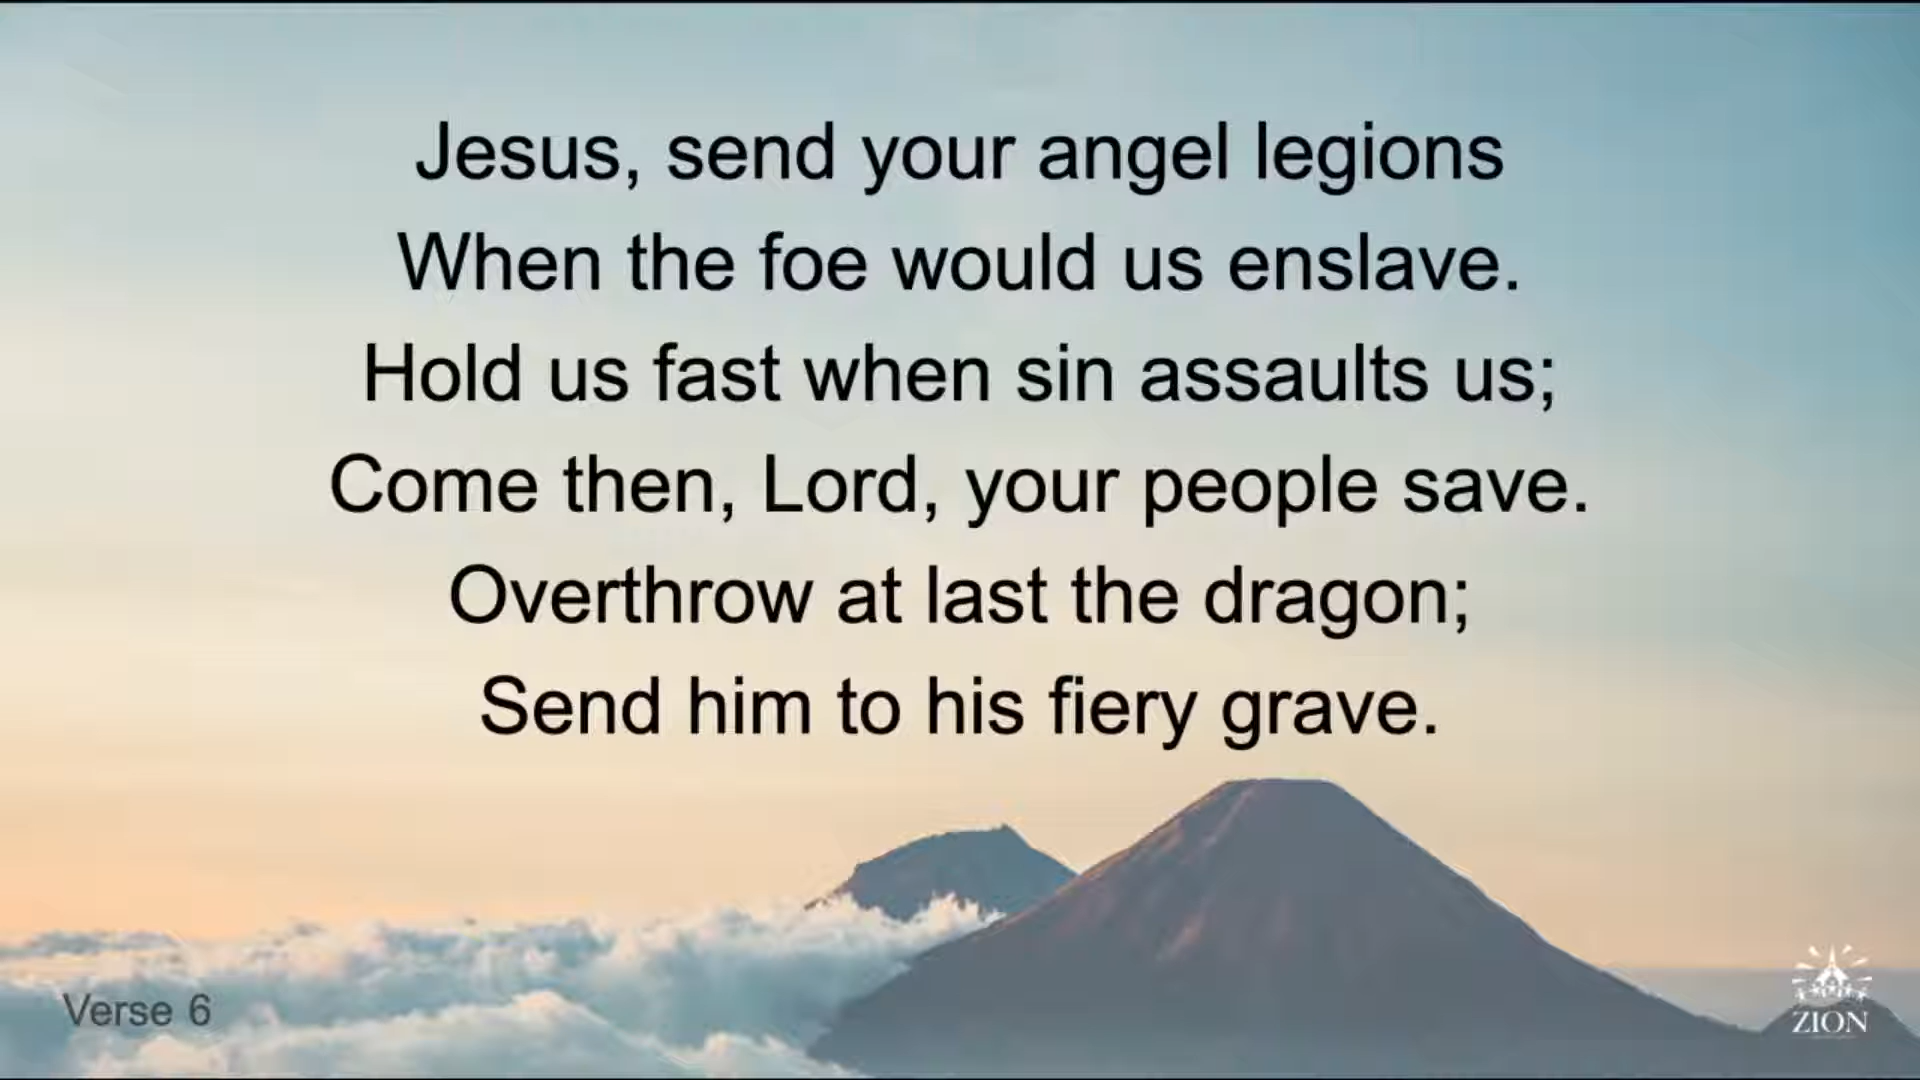 Jesus, send your angel legions
When the foe would us enslave.
Hold us fast when sin assaults us;
Come then, Lord, your people save.
Overthrow at last the dragon;
Send him to his fiery grave.
Verse 6
ZION